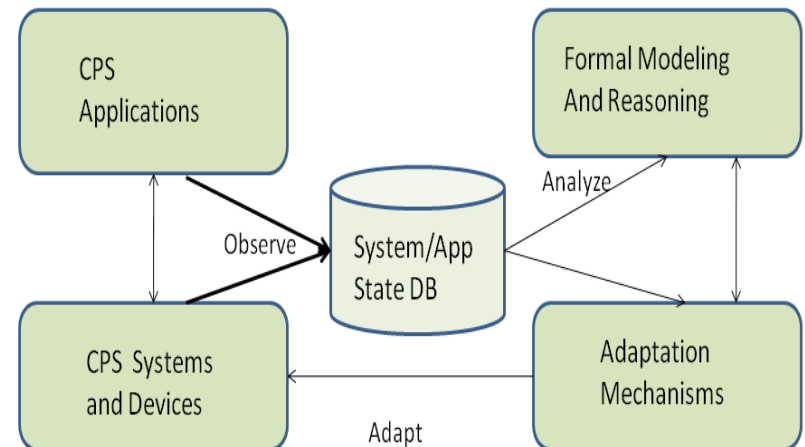 CPS
Applications
Formal Modeling
And Reasoning
Analyze
Observe
System/App
State DB
CPS Systems
and Devices
Adaptation
Mechanisms
Adapt